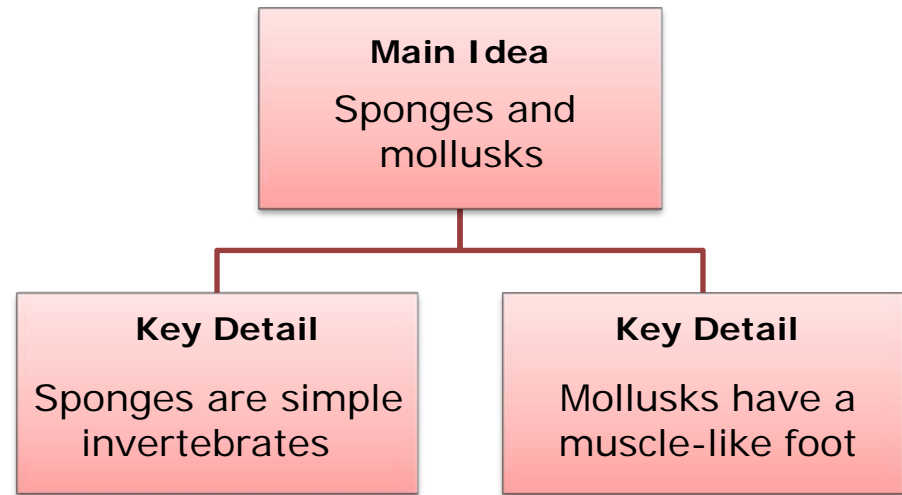 Main Idea
Sponges and
mollusks
Key Detail
Sponges are simple
invertebrates
Key Detail
Mollusks have a
muscle-like foot